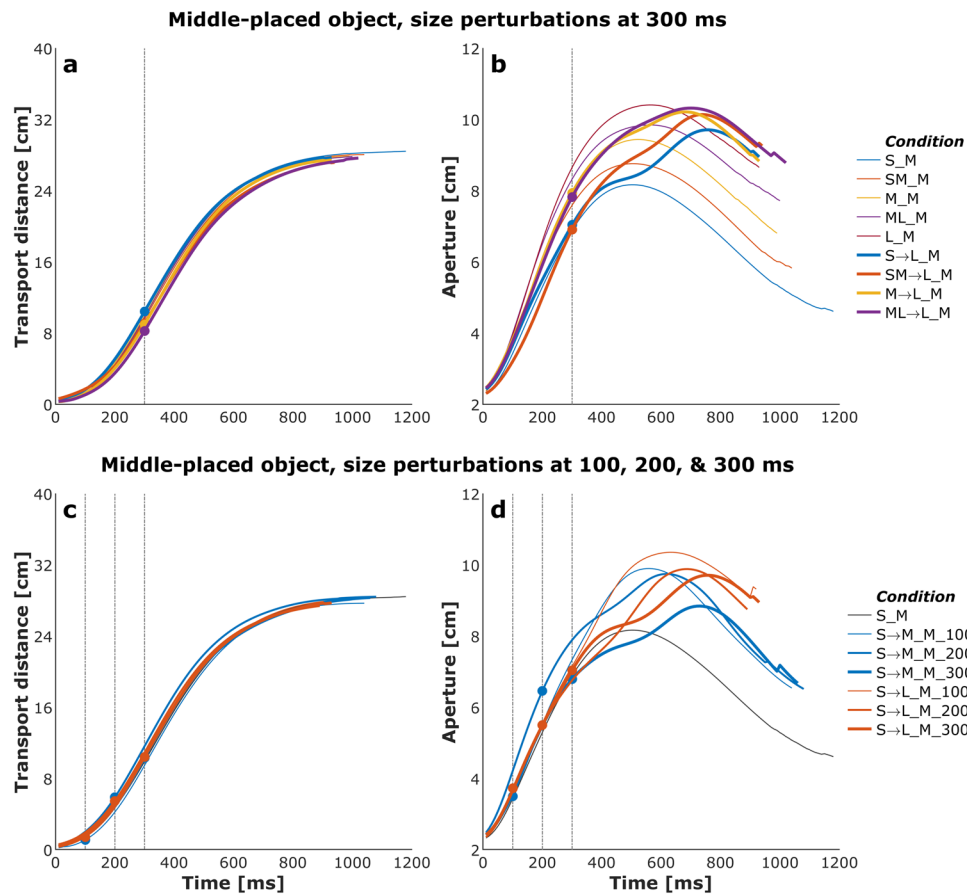 Middle-placed object, size perturbations at 300 ms
a
Transport distance [cm]
40
32
24
16
8
0
0 200 400 600 800 1000 1200
b
Aperture [cm]
12
10
8
6
4
2
0 200 400 600 800 1000 1200
Condition
S_M
SM_M
M_M
ML_M
L_M
S→L_M
SM→L_M
M→L_M
ML→L_M
Middle-placed object, size perturbations at 100, 200, & 300 ms
c
Transport distance [cm]
40
32
24
16
8
0
0 200 400 600 800 1000 1200
Time [ms]
d
Aperture [cm]
12
10
8
6
4
2
0 200 400 600 800 1000 1200
Time [ms]
Condition
S_M
S→M_M_100
S→M_M_200
S→M_M_300
S→L_M_100
S→L_M_200
S→L_M_300